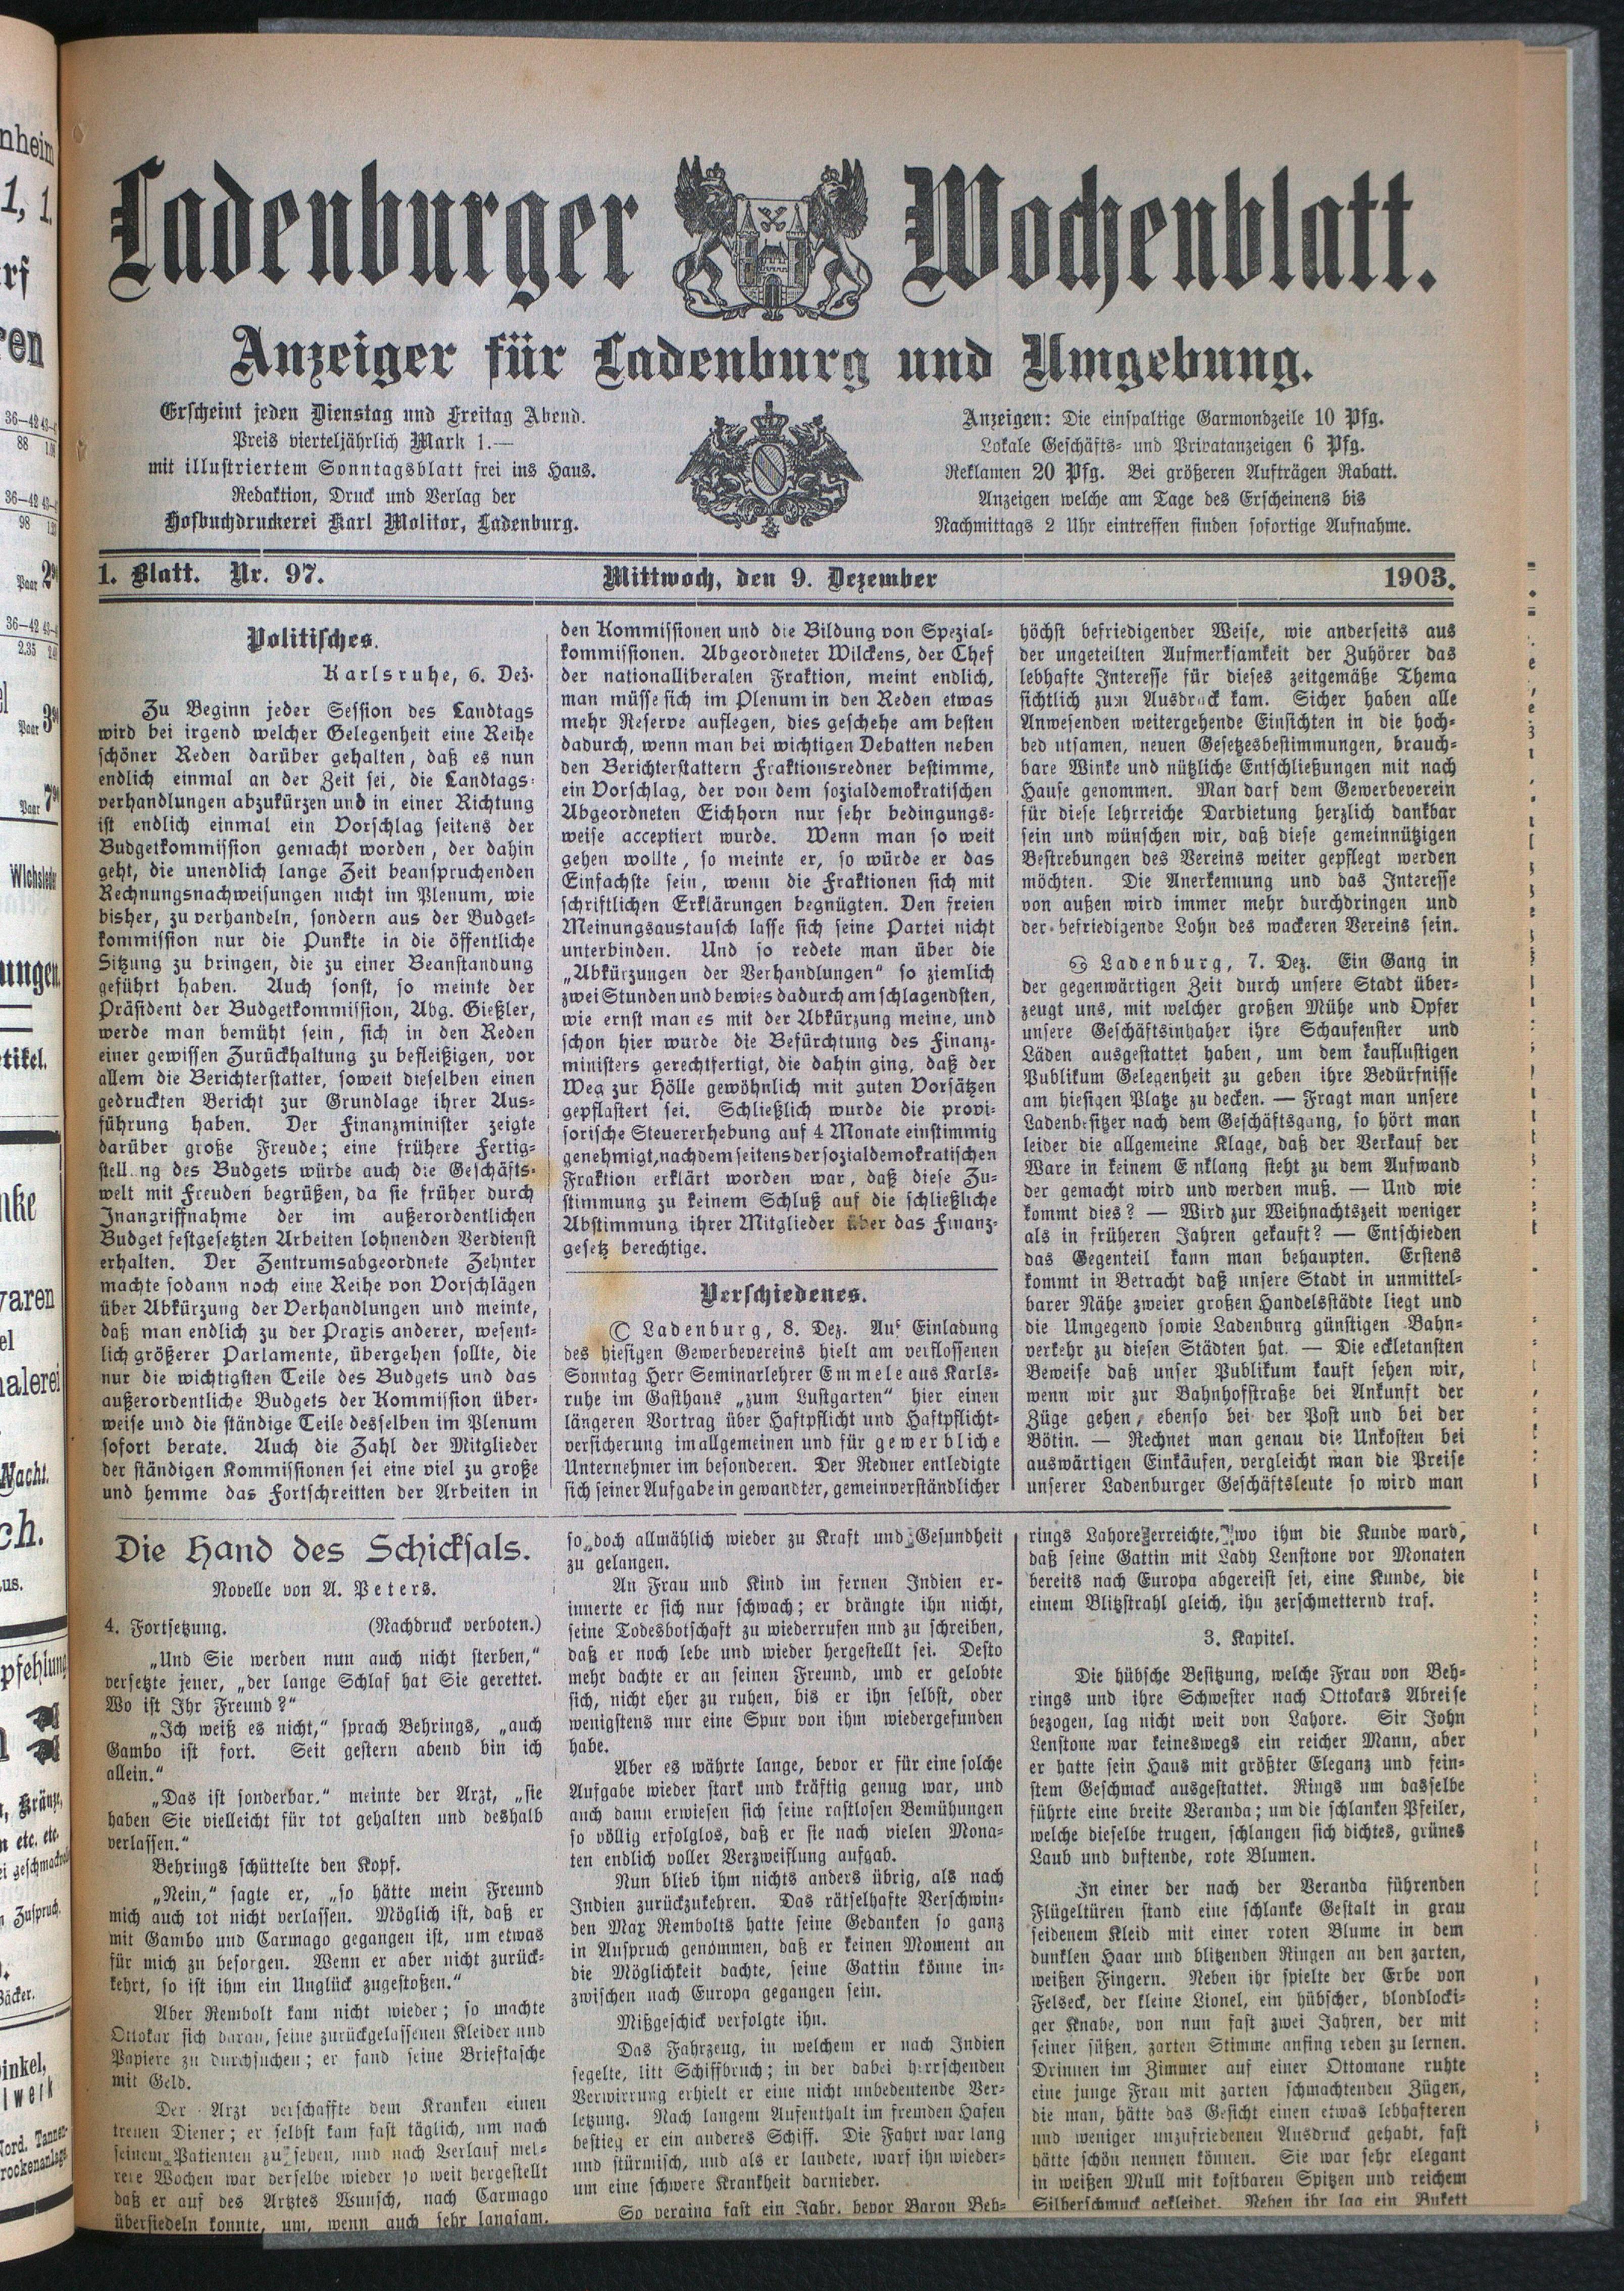 Ladenburger Wochenblatt.
Anzeiger für Ladenburg und Umgebung.
Erscheint jeden Dienstag und Freitag Abend.
Preis vierteljährlich Mark 1.—
mit illustriertem Sonntagsblatt frei ins Haus.
Redaktion, Druck und Verlag der
Hofbuchdruckerei Karl Molitor, Ladenburg.
Anzeigen: Die einspaltige Garmondzeile 10 Pfg.
Lokale Geschäfts- und Privatanzeigen 6 Pfg.
Reklamen 20 Pfg. Bei größeren Aufträgen Rabatt.
Anzeigen welche am Tage des Erscheinens bis
Nachmittags 2 Uhr eintreffen finden sofortige Aufnahme.
1. Blatt. Nr. 97. Mittwoch, den 9. Dezember 1903.
Politisches.
Karlsruhe, 6. Dez.
Zu Beginn jeder Session des Landtags
wird bei irgend welcher Gelegenheit eine Reihe
schöner Reden darüber gehalten, daß es nun
endlich einmal an der Zeit sei, die Landtags-
verhandlungen abzukürzen und in einer Richtung
ist endlich einmal ein Vorschlag seitens der
Budgetkommission gemacht worden, der dahin
geht, die unendlich lange Zeit beanspruchenden
Rechnungsnachweisungen nicht im Plenum, wie
bisher, zu verhandeln, sondern aus der Budget-
kommission nur die Punkte in die öffentliche
Sitzung zu bringen, die zu einer Beanstandung
geführt haben. Auch sonst, so meinte der
Präsident der Budgetkommission, Abg. Gießler,
werde man bemüht sein, sich in den Reden
einer gewissen Zurückhaltung zu befleißigen, vor
allem die Berichterstatter, soweit dieselben einen
gedruckten Bericht zur Grundlage ihrer Aus-
führung haben. Der Finanzminister zeigte
darüber große Freude; eine frühere Fertig-
stell ng des Budgets würde auch die Geschäfts-
welt mit Freuden begrüßen, da sie früher durch
Inangriffnahme der im außerordentlichen
Budget festgesetzten Arbeiten lohnenden Verdienst
erhalten. Der Zentrumsabgeordnete Zehnter
machte sodann noch eine Reihe von Vorschlägen
über Abkürzung der Verhandlungen und meinte,
daß man endlich zu der Praxis anderer, wesent-
lich größerer Parlamente, übergehen sollte, die
nur die wichtigsten Teile des Budgets und das
außerordentliche Budgets der Kommission über-
weise und die ständige Teile desselben im Plenum
sofort berate. Auch die Zahl der Mitglieder
der ständigen Kommissionen sei eine viel zu große
und hemme das Fortschreitten der Arbeiten in
den Kommissionen und die Bildung von Spezial-
kommissionen. Abgeordneter Wilckens, der Chef
der nationalliberalen Fraktion, meint endlich,
man müsse sich im Plenum in den Reden etwas
mehr Reserve auflegen, dies geschehe am besten
dadurch, wenn man bei wichtigen Debatten neben
den Berichterstattern Fraktionsredner bestimme,
ein Vorschlag, der von dem sozialdemokratischen
Abgeordneten Eichhorn nur sehr bedingungs-
weise acceptiert wurde. Wenn man so weit
gehen wollte, so meinte er, so würde er das
Einfachste sein, wenn die Fraktionen sich mit
schriftlichen Erklärungen begnügten. Den freien
Meinungsaustausch lasse sich seine Partei nicht
unterbinden. Und so redete man über die
„Abkürzungen der Verhandlungen“ so ziemlich
zwei Stunden und bewies dadurch am schlagendsten,
wie ernst man es mit der Abkürzung meine, und
schon hier wurde die Befürchtung des Finanz-
ministers gerechtfertigt, die dahin ging, daß der
Weg zur Hölle gewöhnlich mit guten Vorsätzen
gepflastert sei. Schließlich wurde die provi-
sorische Steuererhebung auf 4 Monate einstimmig
genehmigt, nachdem seitens der sozialdemokratischen
Fraktion erklärt worden war, daß diese Zu-
stimmung zu keinem Schluß auf die schließliche
Abstimmung ihrer Mitglieder über das Finanz-
gesetz berechtige.
Verschiedenes.
Ladenburg, 8. Dez. Auf Einladung
des hiesigen Gewerbevereins hielt am verflossenen
Sonntag Herr Seminarlehrer Emmele aus Karls-
ruhe im Gasthaus „zum Lustgarten“ hier einen
längeren Vortrag über Haftpflicht und Haftpflicht-
versicherung im allgemeinen und für gewerbliche
Unternehmer im besonderen. Der Redner entledigte
sich seiner Aufgabe in gewandter, gemeinverständlicher
höchst befriedigender Weise, wie anderseits aus
der ungeteilten Aufmerksamkeit der Zuhörer das
lebhafte Interesse für dieses zeitgemäße Thema
sichtlich zum Ausdruck kam. Sicher haben alle
Anwesenden weitergehende Einsichten in die hoch-
bed utsamen, neuen Gesetzesbestimmungen, brauch-
bare Winke und nützliche Entschließungen mit nach
Hause genommen. Man darf dem Gewerbeverein
für diese lehrreiche Darbietung herzlich dankbar
sein und wünschen wir, daß diese gemeinnützigen
Bestrebungen des Vereins weiter gepflegt werden
möchten. Die Anerkennung und das Interesse
von außen wird immer mehr durchdringen und
der befriedigende Lohn des wackeren Vereins sein.
Ladenburg, 7. Dez. Ein Gang in
der gegenwärtigen Zeit durch unsere Stadt über-
zeugt uns, mit welcher großen Mühe und Opfer
unsere Geschäftsinhaher ihre Schaufenster und
Läden ausgestattet haben, um dem kauflustigen
Publikum Gelegenheit zu geben ihre Bedürfnisse
am hiesigen Platze zu decken. — Fragt man unsere
Ladenbesitzer nach dem Geschäftsgang, so hört man
leider die allgemeine Klage, daß der Verkauf der
Ware in keinem E nklang steht zu dem Aufwand
der gemacht wird und werden muß. — Und wie
kommt dies? — Wird zur Weihnachtszeit weniger
als in früheren Jahren gekauft? — Entschieden
das Gegenteil kann man behaupten. Erstens
kommt in Betracht daß unsere Stadt in unmittel-
barer Nähe zweier großen Handelsstädte liegt und
die Umgegend sowie Ladenburg günstigen Bahn-
verkehr zu diesen Städten hat. — Die eckletansten
Beweise daß unser Publikum kauft sehen wir,
wenn wir zur Bahnhofstraße bei Ankunft der
Züge gehen, ebenso bei der Post und bei der
Bötin. — Rechnet man genau die Unkosten bei
auswärtigen Einkäufen, vergleicht man die Preise
unserer Ladenburger Geschäftsleute so wird man
Die Hand des Schicksals.
Novelle von A. Peters.
4. Fortsetzung. (Nachdruck verboten.)
„Und Sie werden nun auch nicht sterben,“
versetzte jener, „der lange Schlaf hat Sie gerettet.
Wo ist Ihr Freund?“
„Ich weiß es nicht,“ sprach Behrings, „auch
Gambo ist fort. Seit gestern abend bin ich
allein.“
„Das ist sonderbar.“ meinte der Arzt, „sie
haben Sie vielleicht für tot gehalten und deshalb
verlassen.“
Behrings schüttelte den Kopf.
„Nein,“ sagte er, „so hätte mein Freund
mich auch tot nicht verlassen. Möglich ist, daß er
mit Gambo und Carmago gegangen ist, um etwas
für mich zu besorgen. Wenn er aber nicht zurück-
kehrt, so ist ihm ein Unglück zugestoßen.“
Aber Rembolt kam nicht wieder; so machte
Ottokar sich daran, seine zurückgelassenen Kleider und
Papiere zu durchsuchen; er fand seine Brieftasche
mit Geld.
Der Arzt verschaffte dem Kranken einen
treuen Diener; er selbst kam fast täglich, um nach
seinem Patienten zu sehen, und nach Verlauf meh-
rere Wochen war derselbe wieder so weit hergestellt
daß er auf des Artztes Wunsch, nach Carmago
übersiedeln konnte, um, wenn auch sehr langsam,
so doch allmählich wieder zu Kraft und Gesundheit
zu gelangen.
An Frau und Kind im fernen Indien er-
innerte er sich nur schwach; er drängte ihn nicht,
seine Todesbotschaft zu wiederrufen und zu schreiben,
daß er noch lebe und wieder hergestellt sei. Desto
mehr dachte er an seinen Freund, und er gelobte
sich, nicht eher zu ruhen, bis er ihn selbst, oder
wenigstens nur eine Spur von ihm wiedergefunden
habe.
Aber es währte lange, bevor er für eine solche
Aufgabe wieder stark und kräftig genug war, und
auch dann erwiesen sich seine rastlosen Bemühungen
so völlig erfolglos, daß er sie nach vielen Mona-
ten endlich voller Verzweiflung aufgab.
Nun blieb ihm nichts anders übrig, als nach
Indien zurückzukehren. Das rätselhafte Verschwin-
den Max Rembolts hatte seine Gedanken so ganz
in Anspruch genommen, daß er keinen Moment an
die Möglichkeit dachte, seine Gattin könne in-
zwischen nach Europa gegangen sein.
Mißgeschick verfolgte ihn.
Das Fahrzeug, in welchem er nach Indien
segelte, litt Schiffbruch; in der dabei herrschenden
Verwirrung erhielt er eine nicht unbedeutende Ver-
letzung. Nach langem Aufenthalt im fremden Hafen
bestieg er ein anderes Schiff. Die Fahrt war lang
und stürmisch, und als er landete, warf ihn wieder-
um eine schwere Krankheit darnieder.
So verging fast ein Jahr, bevor Baron Beh-
rings Lahore erreichte, wo ihm die Kunde ward,
daß seine Gattin mit Lady Lenstone vor Monaten
bereits nach Europa abgereist sei, eine Kunde, die
einem Blitzstrahl gleich, ihn zerschmetternd traf.
3. Kapitel.
Die hübsche Besitzung, welche Frau von Beh-
rings und ihre Schwester nach Ottokars Abreise
bezogen, lag nicht weit von Lahore. Sir John
Lenstone war keineswegs ein reicher Mann, aber
er hatte sein Haus mit größter Eleganz und fein-
stem Geschmack ausgestattet. Rings um dasselbe
führte eine breite Veranda; um die schlanken Pfeiler,
welche dieselbe trugen, schlangen sich dichtes, grünes
Laub und duftende, rote Blumen.
In einer der nach der Veranda führenden
Flügeltüren stand eine schlanke Gestalt in grau
seidenem Kleid mit einer roten Blume in dem
dunklen Haar und blitzenden Ringen an den zarten,
weißen Fingern. Neben ihr spielte der Erbe von
Felseck, der kleine Lionel, ein hübscher, blondlocki-
ger Knabe, von nun fast zwei Jahren, der mit
seiner süßen, zarten Stimme anfing reden zu lernen.
Drinnen im Zimmer auf einer Ottomane ruhte
eine junge Frau mit zarten schmachtenden Zügen,
die man, hätte das Gesicht einen etwas lebhafteren
und weniger unzufriedenen Ausdruck gehabt, fast
hätte schön nennen können. Sie war sehr elegant
in weißen Mull mit kostbaren Spitzen und reichem
Silberschmuck gekleidet. Neben ihr lag ein Bukett